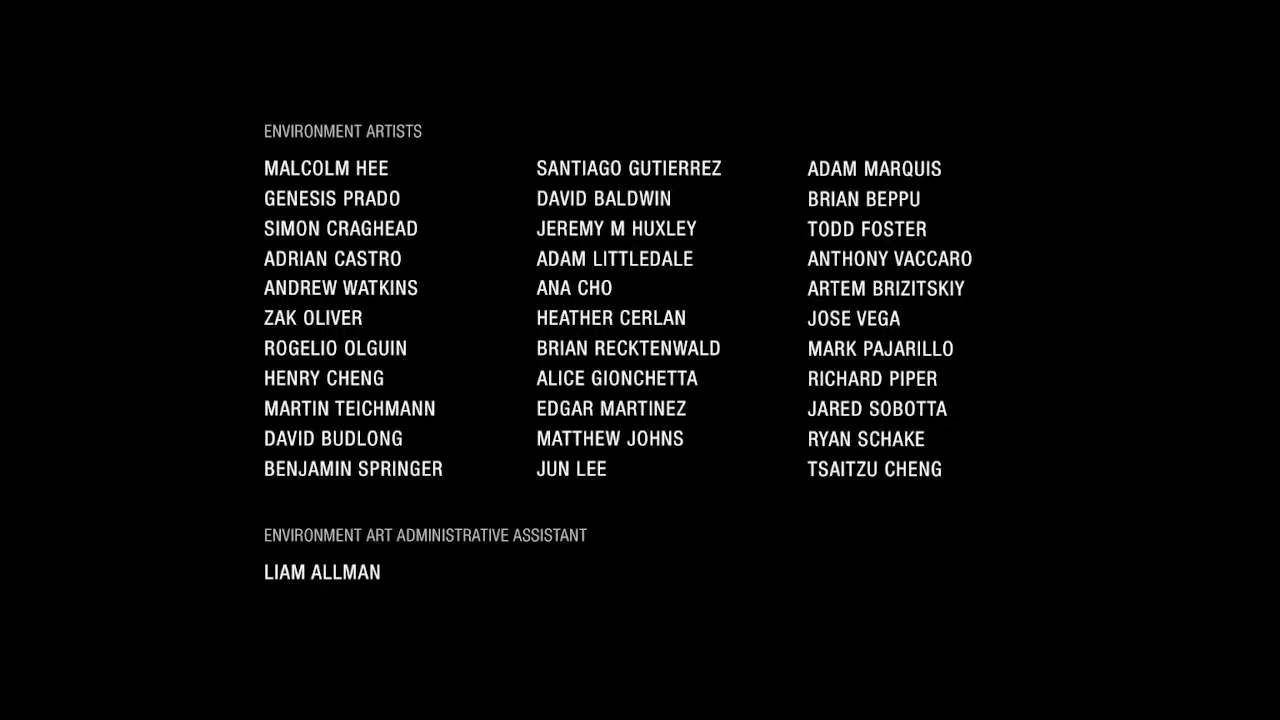 ENVIRONMENT ARTISTS
MALCOLM HEE
GENESIS PRADO
SIMON CRAGHEAD
ADRIAN CASTRO
ANDREW WATKINS
ZAK OLIVER
ROGELIO OLGUIN
HENRY CHENG
MARTIN TEICHMANN
DAVID BUDLONG
BENJAMIN SPRINGER
SANTIAGO GUTIERREZ
DAVID BALDWIN
JEREMY M HUXLEY
ADAM LITTLEDALE
ANA CHO
HEATHER CERLAN
BRIAN RECKTENWALD
ALICE GIONCHETTA
EDGAR MARTINEZ
MATTHEW JOHNS
JUN LEE
ADAM MARQUIS
BRIAN BEPPU
TODD FOSTER
ANTHONY VACCARO
ARTEM BRIZITSKIY
JOSE VEGA
MARK PAJARILLO
RICHARD PIPER
JARED SOBOTTA
RYAN SCHAKE
TSAITZU CHENG
ENVIRONMENT ART ADMINISTRATIVE ASSISTANT
LIAM ALLMAN